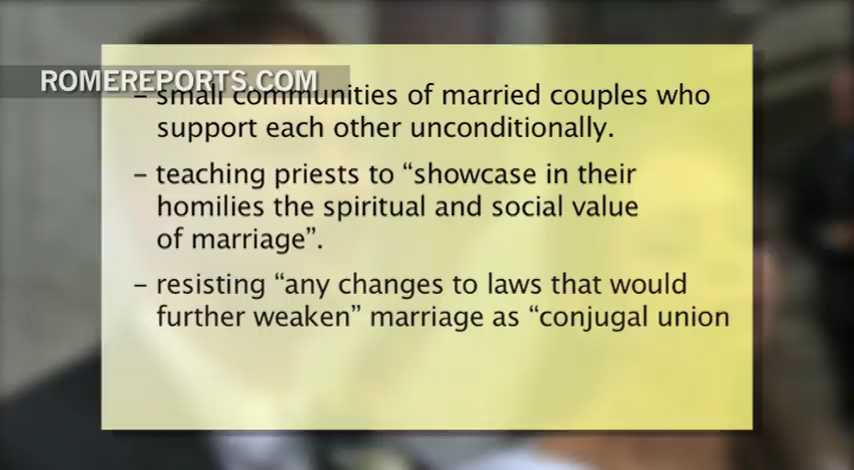 ROMEREPORTS.COM
– small communities of married couples who
support each other unconditionally.
– teaching priests to “showcase in their
homilies the spiritual and social value
of marriage”.
– resisting “any changes to laws that would
further weaken” marriage as “conjugal union